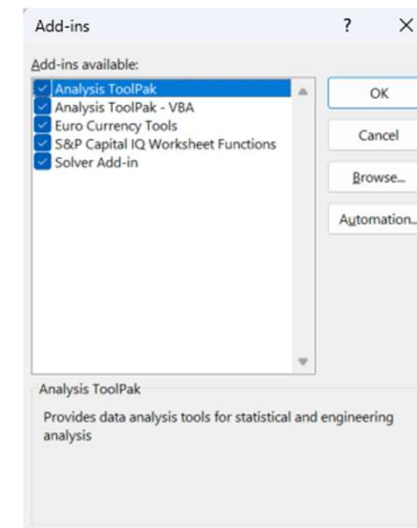 Add-ins ? ×
Add-ins available:
Analysis ToolPak
Analysis ToolPak - VBA
Euro Currency Tools
S&P Capital IQ Worksheet Functions
Solver Add-in
OK
Cancel
Browse...
Automation...
Analysis ToolPak
Provides data analysis tools for statistical and engineering
analysis